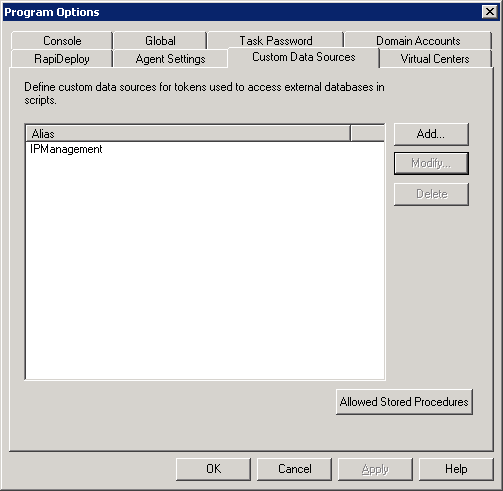 Program Options
Console Global Task Password Domain Accounts
RapiDeploy Agent Settings Custom Data Sources Virtual Centers
Define custom data sources for tokens used to access external databases in
scripts.
Alias
IPManagement
Add...
Modify...
Delete
Allowed Stored Procedures
OK Cancel Apply Help